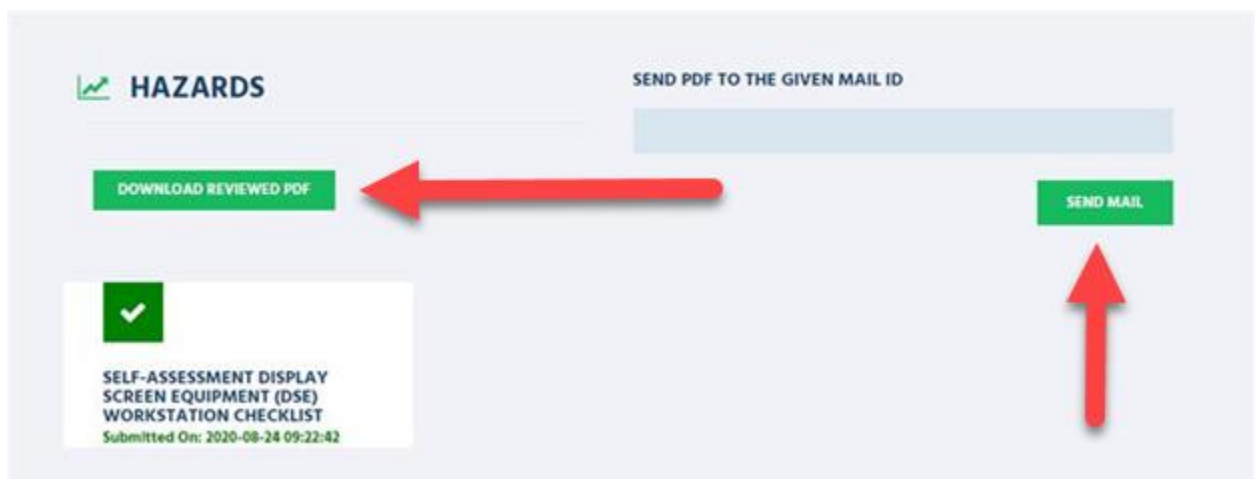 HAZARDS
SEND PDF TO THE GIVEN MAIL ID
DOWNLOAD REVIEWED PDF
SEND MAIL
SELF-ASSESSMENT DISPLAY
SCREEN EQUIPMENT (DSE)
WORKSTATION CHECKLIST
Submitted On: 2020-08-24 09:22:42